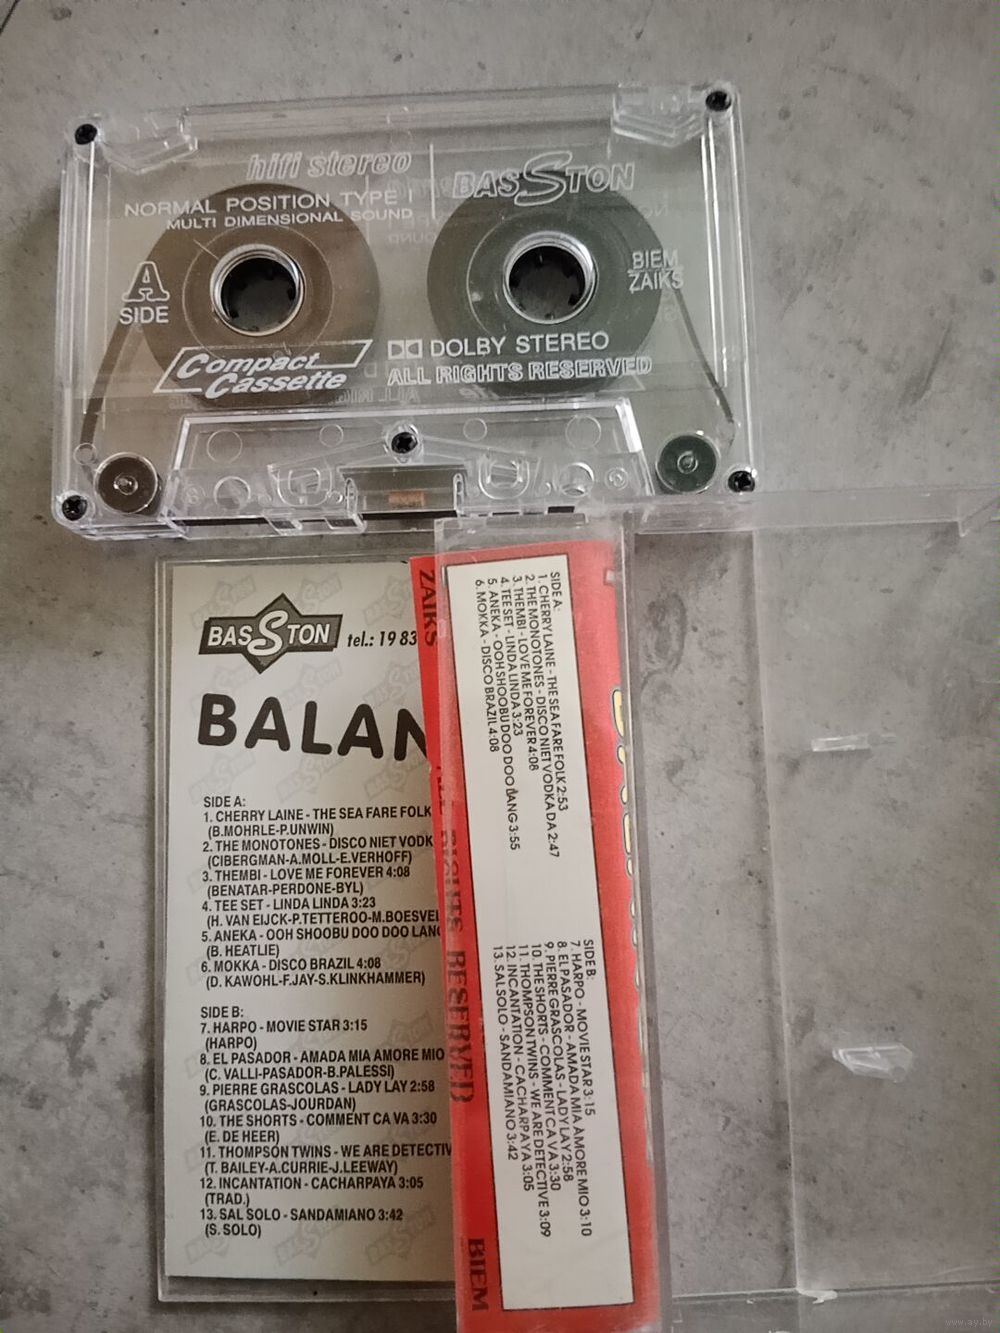 hifi stereo
BASSTON
NORMAL POSITION TYPE I
MULTI DIMENSIONAL SOUND
BIEM
ZAIKS
A
SIDE
DOLBY STEREO
Compact
Cassette
ALL RIGHTS RESERVED
BASSTON tel.: 19 83
BALAN
SIDE A:
1. CHERRY LAINE - THE SEA FARE FOLK
(B.MOHRLE-P.UNWIN)
2. THE MONOTONES - DISCO NIET VODK
(CIBERGMAN-A.MOLL-E.VERHOFF)
3. THEMBI - LOVE ME FOREVER 4:08
(BENATAR-PERDONE-BYL)
4. TEE SET - LINDA LINDA 3:23
(H. VAN EIJCK-P.TETTEROO-M.BOESVEL
5. ANEKA - OOH SHOOBU DOO DOO LANG
(B. HEATLIE)
6. MOKKA - DISCO BRAZIL 4:08
(D. KAWOHL-F.JAY-S.KLINKHAMMER)
SIDE B:
7. HARPO - MOVIE STAR 3:15
(HARPO)
8. EL PASADOR - AMADA MIA AMORE MIO
(C. VALLI-PASADOR-B.PALESSI)
9. PIERRE GRASCOLAS - LADY LAY 2:58
(GRASCOLAS-JOURDAN)
10. THE SHORTS - COMMENT CA VA 3:30
(E. DE HEER)
11. THOMPSON TWINS - WE ARE DETECTIV
(T. BAILEY-A.CURRIE-J.LEEWAY)
12. INCANTATION - CACHARPAYA 3:05
(TRAD.)
13. SAL SOLO - SANDAMIANO 3:42
(S. SOLO)
SIDE A:
1. CHERRY LAINE - THE SEA FARE FOLK 2:53
2. THE MONOTONES - DISCO NIET VODKA DA 2:47
3. THEMBI - LOVE ME FOREVER 4:08
4. TEE SET - LINDA LINDA 3:23
5. ANEKA - OOH SHOOBU DOO DOO LANG 3:55
6. MOKKA - DISCO BRAZIL 4:08
SIDE B:
7. HARPO - MOVIE STAR 3:15
8. EL PASADOR - AMADA MIA AMORE MIO 3:10
9. PIERRE GRASCOLAS - LADY LAY 2:58
10. THE SHORTS - COMMENT CA VA 3:30
11. THOMPSON TWINS - WE ARE DETECTIVE 3:09
12. INCANTATION - CACHARPAYA 3:05
13. SAL SOLO - SANDAMIANO 3:42
ZAIKS ALL RIGHTS RESERVED BIEM
www.ay.by